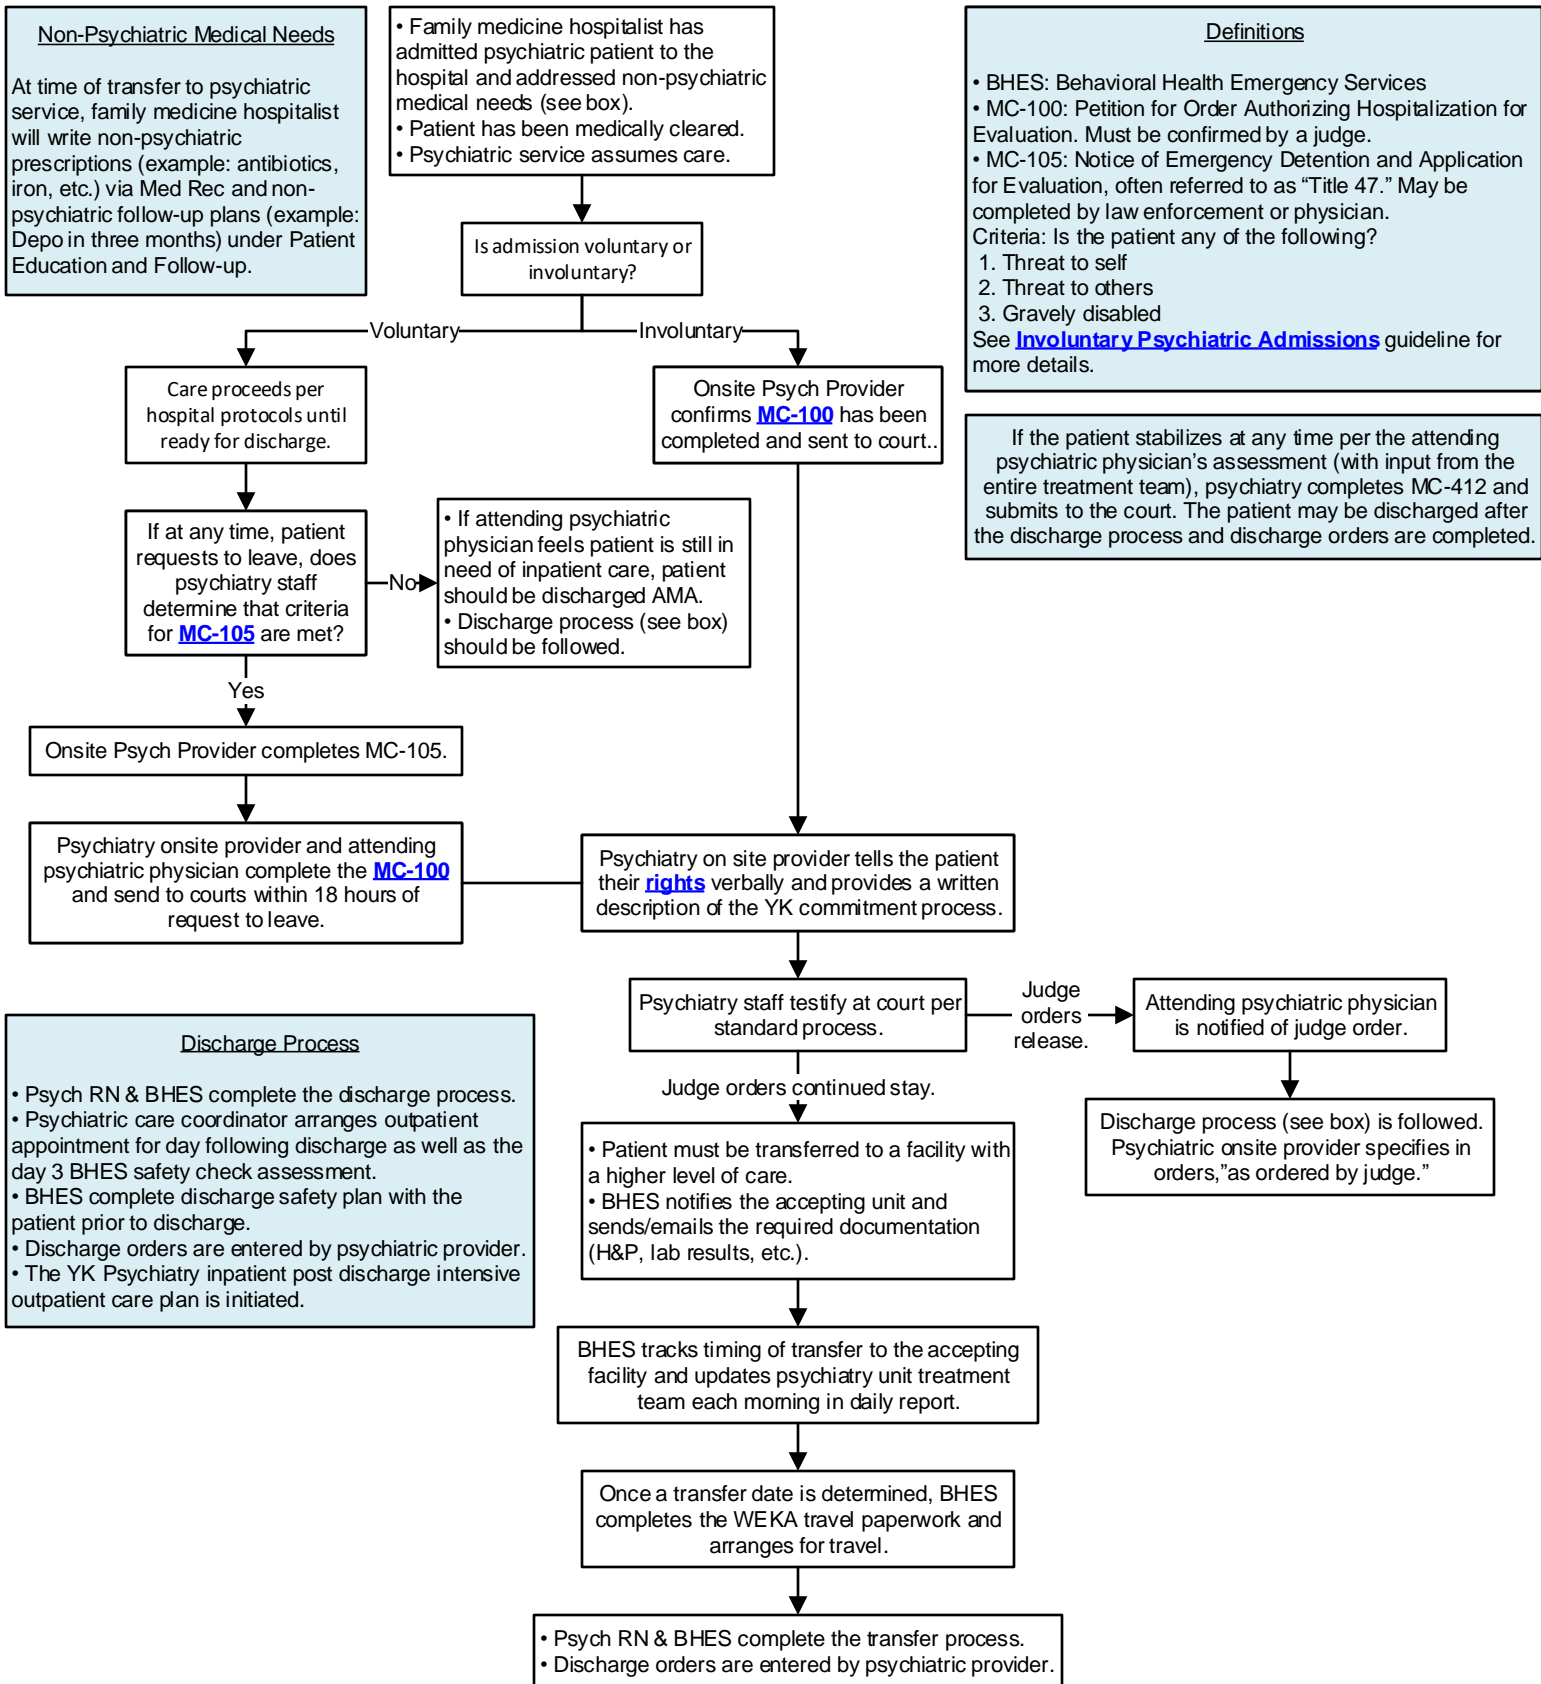 Non-Psychiatric Medical Needs
At time of transfer to psychiatric
service, family medicine hospitalist
will write non-psychiatric
prescriptions (example: antibiotics,
iron, etc.) via Med Rec and non-
psychiatric follow-up plans (example:
Depo in three months) under Patient
Education and Follow-up.
• Family medicine hospitalist has
admitted psychiatric patient to the
hospital and addressed non-psychiatric
medical needs (see box).
• Patient has been medically cleared.
• Psychiatric service assumes care.
Definitions
• BHES: Behavioral Health Emergency Services
• MC-100: Petition for Order Authorizing Hospitalization for
Evaluation. Must be confirmed by a judge.
• MC-105: Notice of Emergency Detention and Application
for Evaluation, often referred to as “Title 47.” May be
completed by law enforcement or physician.
Criteria: Is the patient any of the following?
1. Threat to self
2. Threat to others
3. Gravely disabled
See Involuntary Psychiatric Admissions guideline for
more details.
Is admission voluntary or
involuntary?
Voluntary
Involuntary
Care proceeds per
hospital protocols until
ready for discharge.
Onsite Psych Provider
confirms MC-100 has been
completed and sent to court..
If the patient stabilizes at any time per the attending
psychiatric physician’s assessment (with input from the
entire treatment team), psychiatry completes MC-412 and
submits to the court. The patient may be discharged after
the discharge process and discharge orders are completed.
If at any time, patient
requests to leave, does
psychiatry staff
determine that criteria
for MC-105 are met?
No
• If attending psychiatric
physician feels patient is still in
need of inpatient care, patient
should be discharged AMA.
• Discharge process (see box)
should be followed.
Yes
Onsite Psych Provider completes MC-105.
Psychiatry onsite provider and attending
psychiatric physician complete the MC-100
and send to courts within 18 hours of
request to leave.
Psychiatry on site provider tells the patient
their rights verbally and provides a written
description of the YK commitment process.
Psychiatry staff testify at court per
standard process.
Judge
orders
release.
Attending psychiatric physician
is notified of judge order.
Judge orders continued stay.
Discharge process (see box) is followed.
Psychiatric onsite provider specifies in
orders,”as ordered by judge.”
Discharge Process
• Psych RN & BHES complete the discharge process.
• Psychiatric care coordinator arranges outpatient
appointment for day following discharge as well as the
day 3 BHES safety check assessment.
• BHES complete discharge safety plan with the
patient prior to discharge.
• Discharge orders are entered by psychiatric provider.
• The YK Psychiatry inpatient post discharge intensive
outpatient care plan is initiated.
• Patient must be transferred to a facility with
a higher level of care.
• BHES notifies the accepting unit and
sends/emails the required documentation
(H&P, lab results, etc.).
BHES tracks timing of transfer to the accepting
facility and updates psychiatry unit treatment
team each morning in daily report.
Once a transfer date is determined, BHES
completes the WEKA travel paperwork and
arranges for travel.
• Psych RN & BHES complete the transfer process.
• Discharge orders are entered by psychiatric provider.